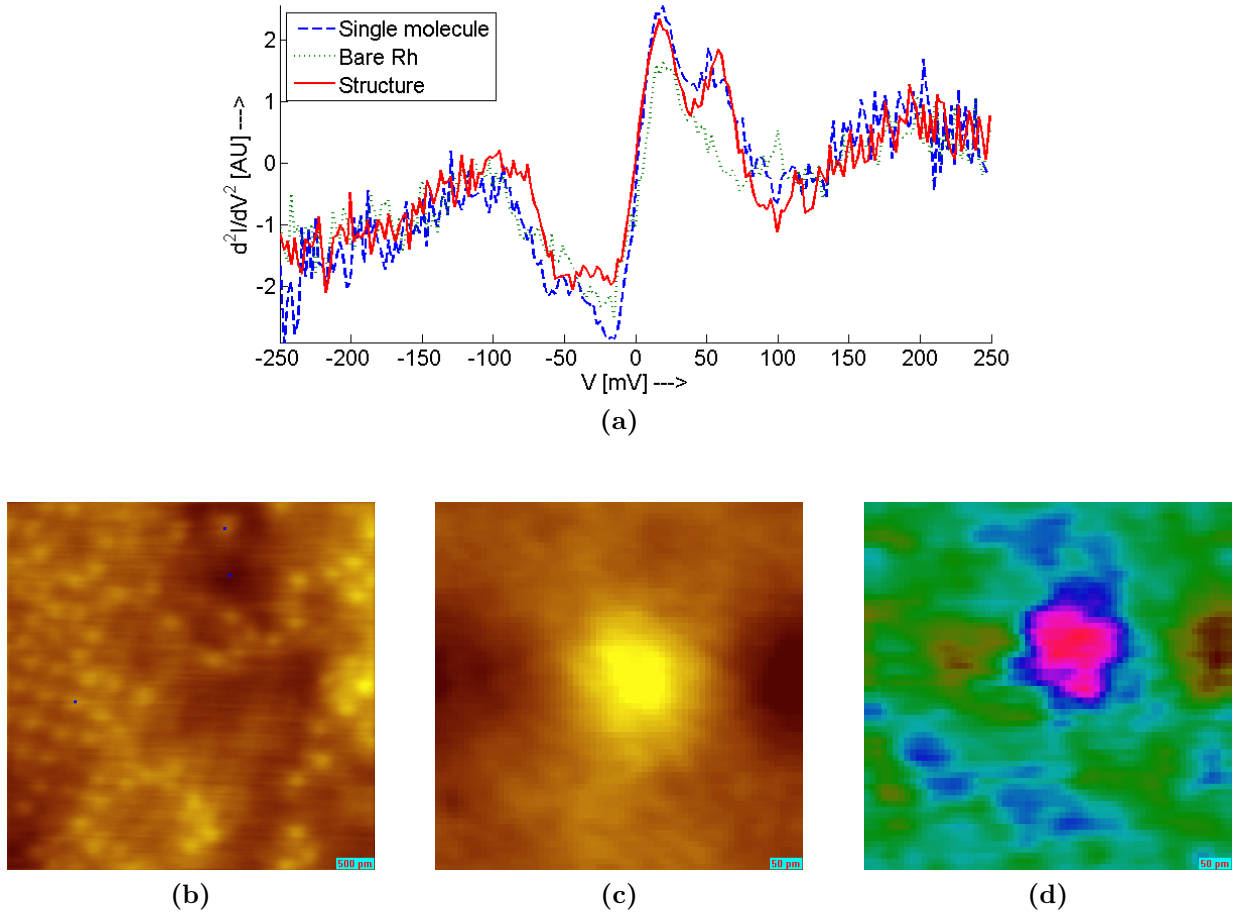 Single molecule
Bare Rh
Structure
d²I/dV² [AU] --->
2
1
0
-1
-2
-250 -200 -150 -100 -50 0 50 100 150 200 250
V [mV] --->
(a)
500 pm
50 pm
50 pm
(b)
(c)
(d)